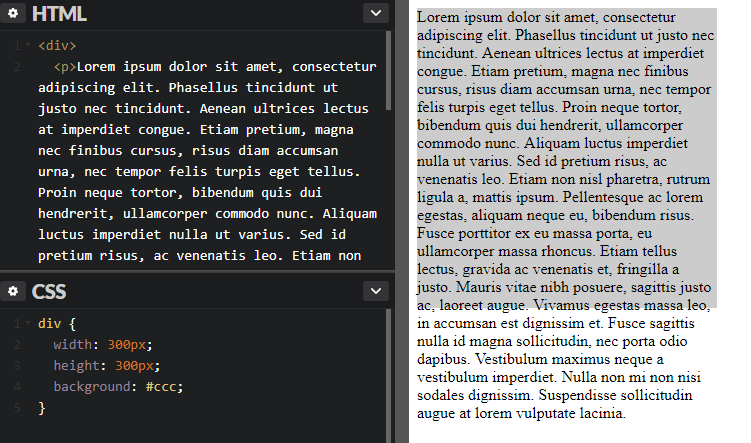 HTML
1 <div>
2 <p>Lorem ipsum dolor sit amet, consectetur
adipiscing elit. Phasellus tincidunt ut
justo nec tincidunt. Aenean ultrices lectus
at imperdiet congue. Etiam pretium, magna
nec finibus cursus, risus diam accumsan
urna, nec tempor felis turpis eget tellus.
Proin neque tortor, bibendum quis dui
hendrerit, ullamcorper commodo nunc. Aliquam
luctus imperdiet nulla ut varius. Sed id
pretium risus, ac venenatis leo. Etiam non
CSS
1 div {
2 width: 300px;
3 height: 300px;
4 background: #ccc;
5 }
Lorem ipsum dolor sit amet, consectetur
adipiscing elit. Phasellus tincidunt ut justo nec
tincidunt. Aenean ultrices lectus at imperdiet
congue. Etiam pretium, magna nec finibus
cursus, risus diam accumsan urna, nec tempor
felis turpis eget tellus. Proin neque tortor,
bibendum quis dui hendrerit, ullamcorper
commodo nunc. Aliquam luctus imperdiet
nulla ut varius. Sed id pretium risus, ac
venenatis leo. Etiam non nisl pharetra, rutrum
ligula a, mattis ipsum. Pellentesque ac lorem
egestas, aliquam neque eu, bibendum risus.
Fusce porttitor ex eu massa porta, eu
ullamcorper massa rhoncus. Etiam tellus
lectus, gravida ac venenatis et, fringilla a
justo. Mauris vitae nibh posuere, sagittis justo
ac, laoreet augue. Vivamus egestas massa leo,
in accumsan est dignissim et. Fusce sagittis
nulla id magna sollicitudin, nec porta odio
dapibus. Vestibulum maximus neque a
vestibulum imperdiet. Nulla non mi non nisi
sodales dignissim. Suspendisse sollicitudin
augue at lorem vulputate lacinia.